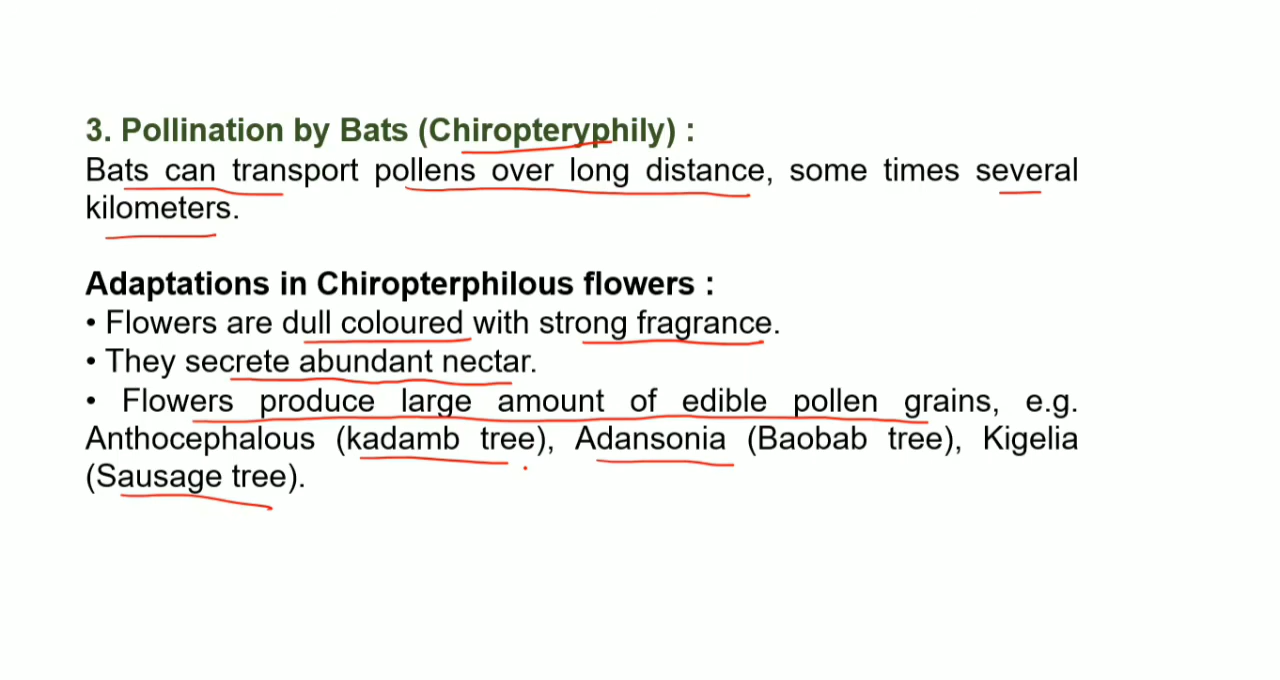 3. Pollination by Bats (Chiropteryphily) :
Bats can transport pollens over long distance, some times several
kilometers.
Adaptations in Chiropterphilous flowers :
• Flowers are dull coloured with strong fragrance.
• They secrete abundant nectar.
• Flowers produce large amount of edible pollen grains, e.g.
Anthocephalous (kadamb tree), Adansonia (Baobab tree), Kigelia
(Sausage tree).